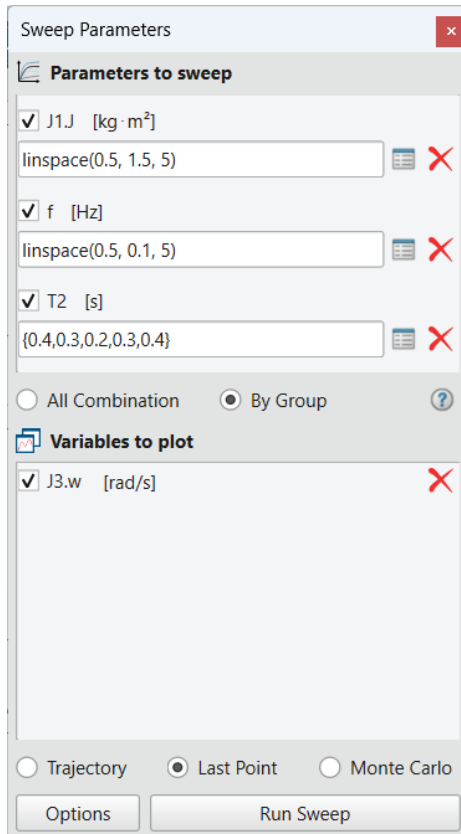 Sweep Parameters
Parameters to sweep
J1.J [kg·m²]
linspace(0.5, 1.5, 5)
f [Hz]
linspace(0.5, 0.1, 5)
T2 [s]
{0.4,0.3,0.2,0.3,0.4}
All Combination By Group
Variables to plot
J3.w [rad/s]
Trajectory Last Point Monte Carlo
Options Run Sweep